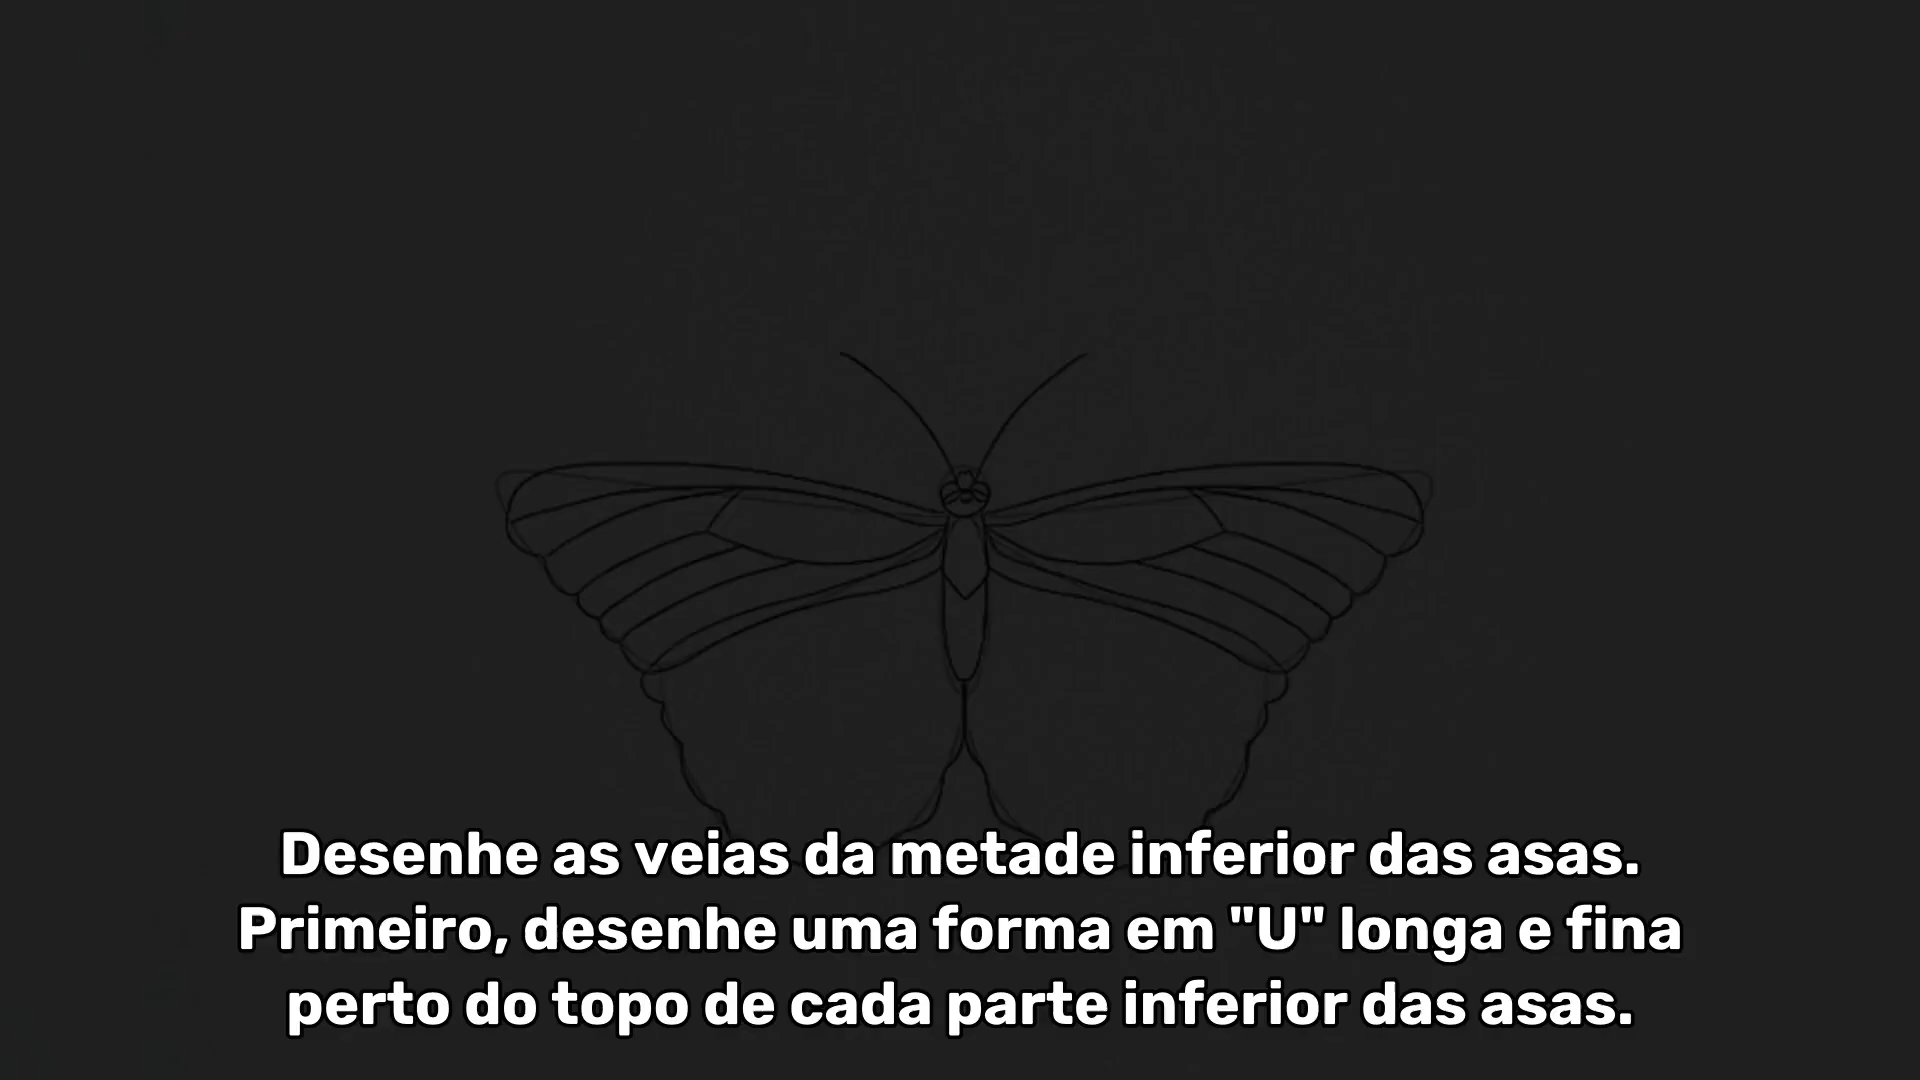 Desenhe as veias da metade inferior das asas.
Primeiro, desenhe uma forma em "U" longa e fina
perto do topo de cada parte inferior das asas.